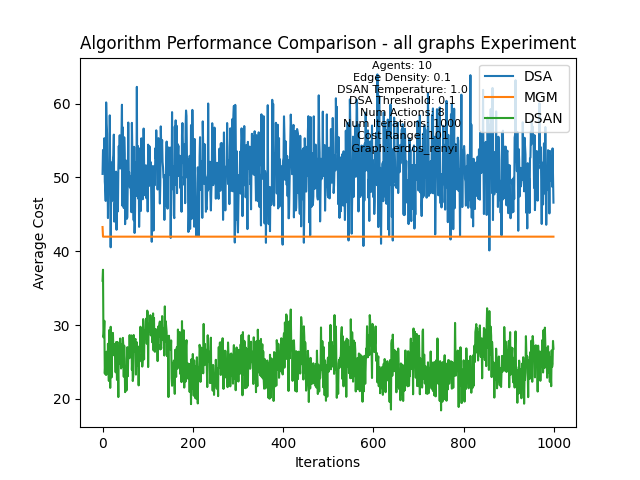 Algorithm Performance Comparison - all graphs Experiment
Agents: 10
Edge Density: 0.1
DSAN Temperature: 1.0
DSA Threshold: 0.1
Num Actions: 8
Num Iterations: 1000
Cost Range: 101
Graph: erdos_renyi
DSA
MGM
DSAN
Average Cost
60
50
40
30
20
0
200
400
600
800
1000
Iterations